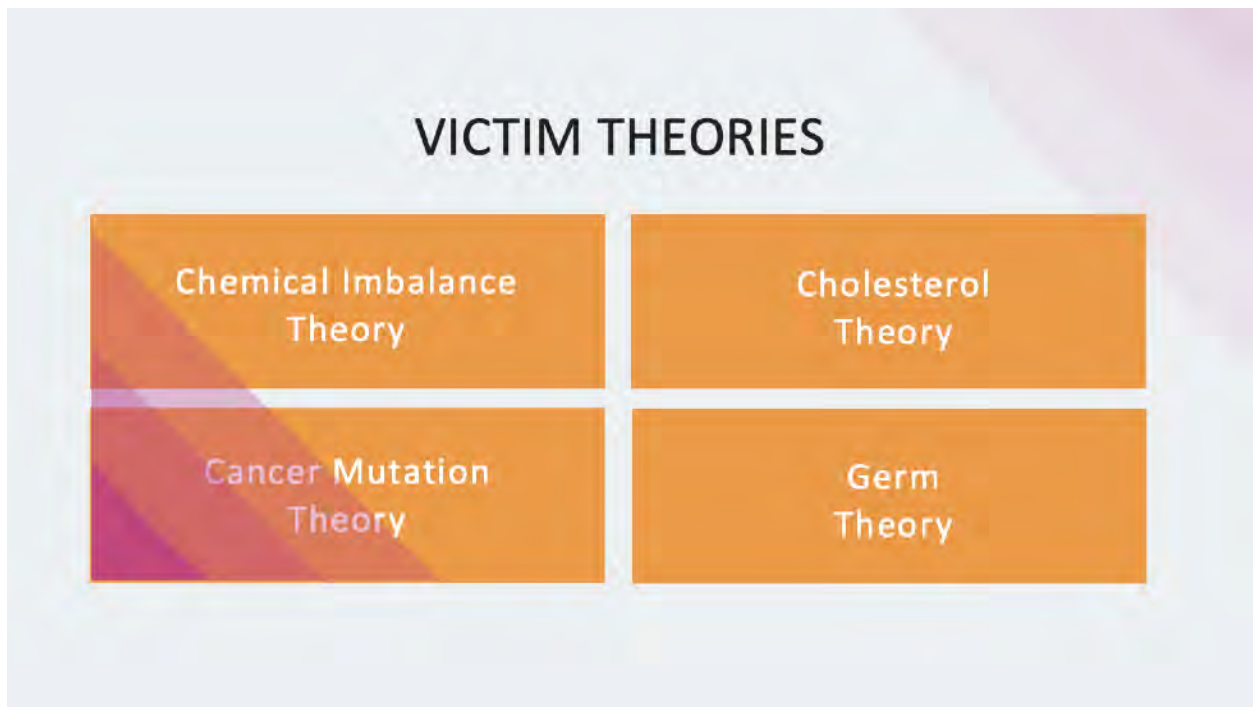 VICTIM THEORIES
Chemical Imbalance
Theory
Cholesterol
Theory
Cancer Mutation
Theory
Germ
Theory